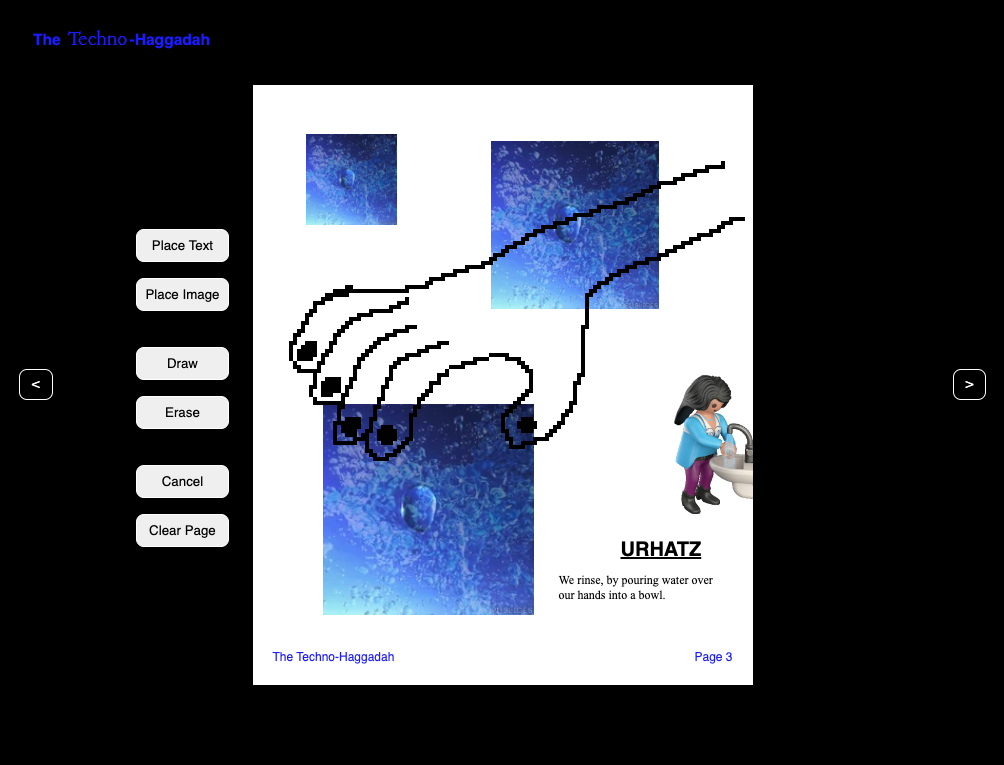 The Techno-Haggadah
Place Text
Place Image
Draw
Erase
Cancel
Clear Page
<
>
URHATZ
We rinse, by pouring water over
our hands into a bowl.
The Techno-Haggadah
Page 3